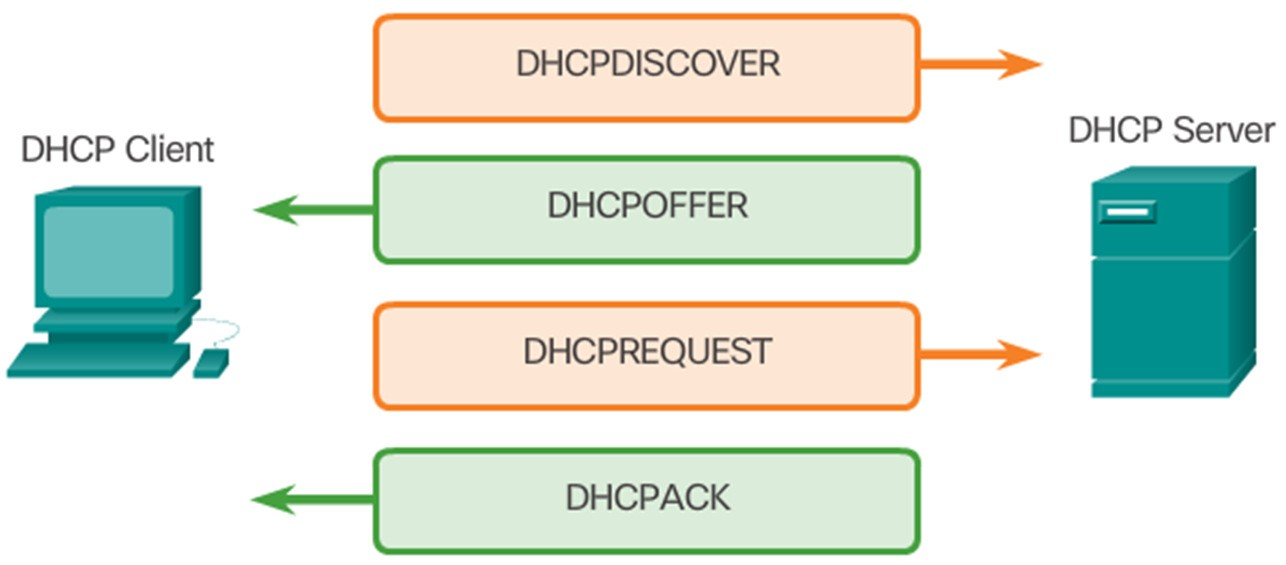 DHCPDISCOVER
DHCP Client
DHCP Server
DHCPOFFER
DHCPREQUEST
DHCPACK